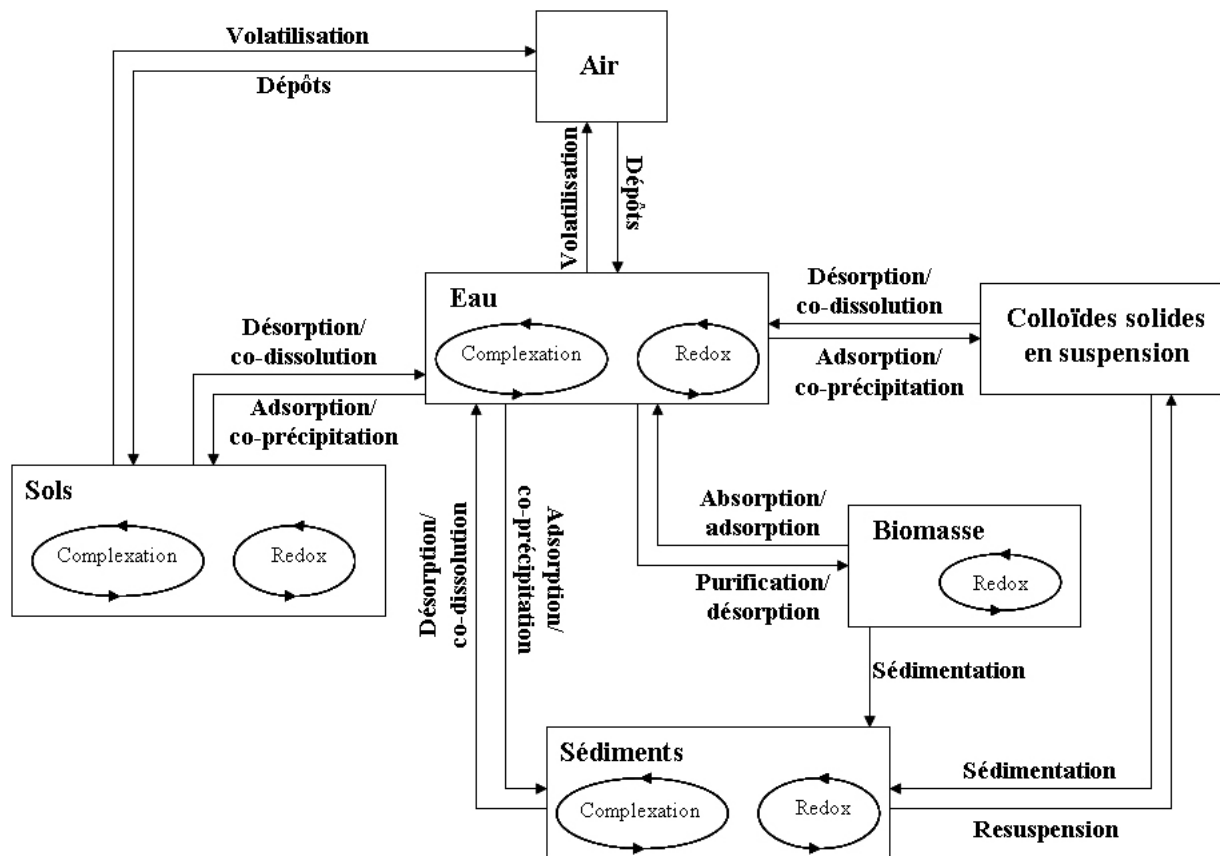 Volatilisation
Dépôts
Air
Volatilisation
Dépôts
Eau
Complexation
Redox
Désorption/
co-dissolution
Adsorption/
co-précipitation
Colloïdes solides
en suspension
Désorption/
co-dissolution
Adsorption/
co-précipitation
Sols
Complexation
Redox
Désorption/
co-dissolution
Adsorption/
co-précipitation
Absorption/
adsorption
Purification/
désorption
Biomasse
Redox
Sédimentation
Sédiments
Complexation
Redox
Sédimentation
Resuspension